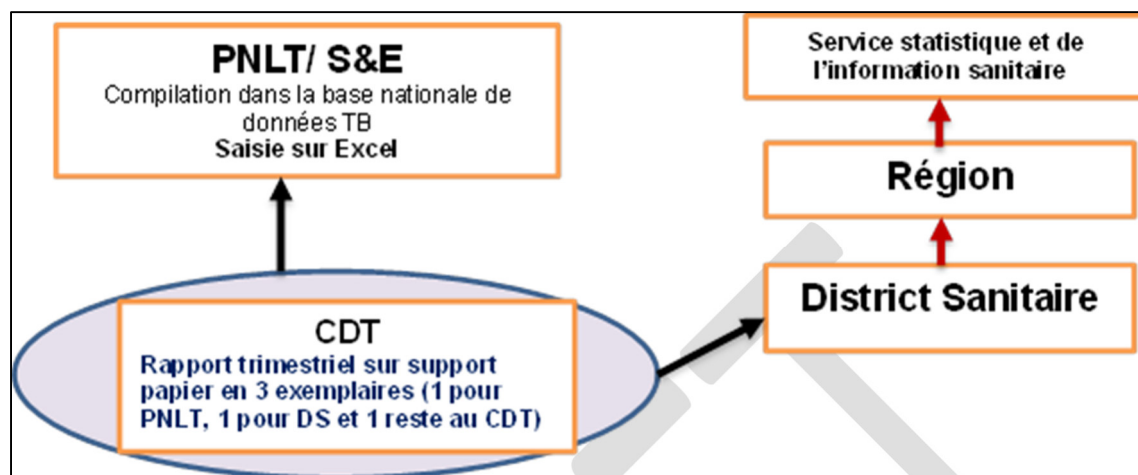 PNLT/ S&E
Compilation dans la base nationale de
données TB
Saisie sur Excel
Service statistique et de
l'information sanitaire
Région
District Sanitaire
CDT
Rapport trimestriel sur support
papier en 3 exemplaires (1 pour
PNLT, 1 pour DS et 1 reste au CDT)